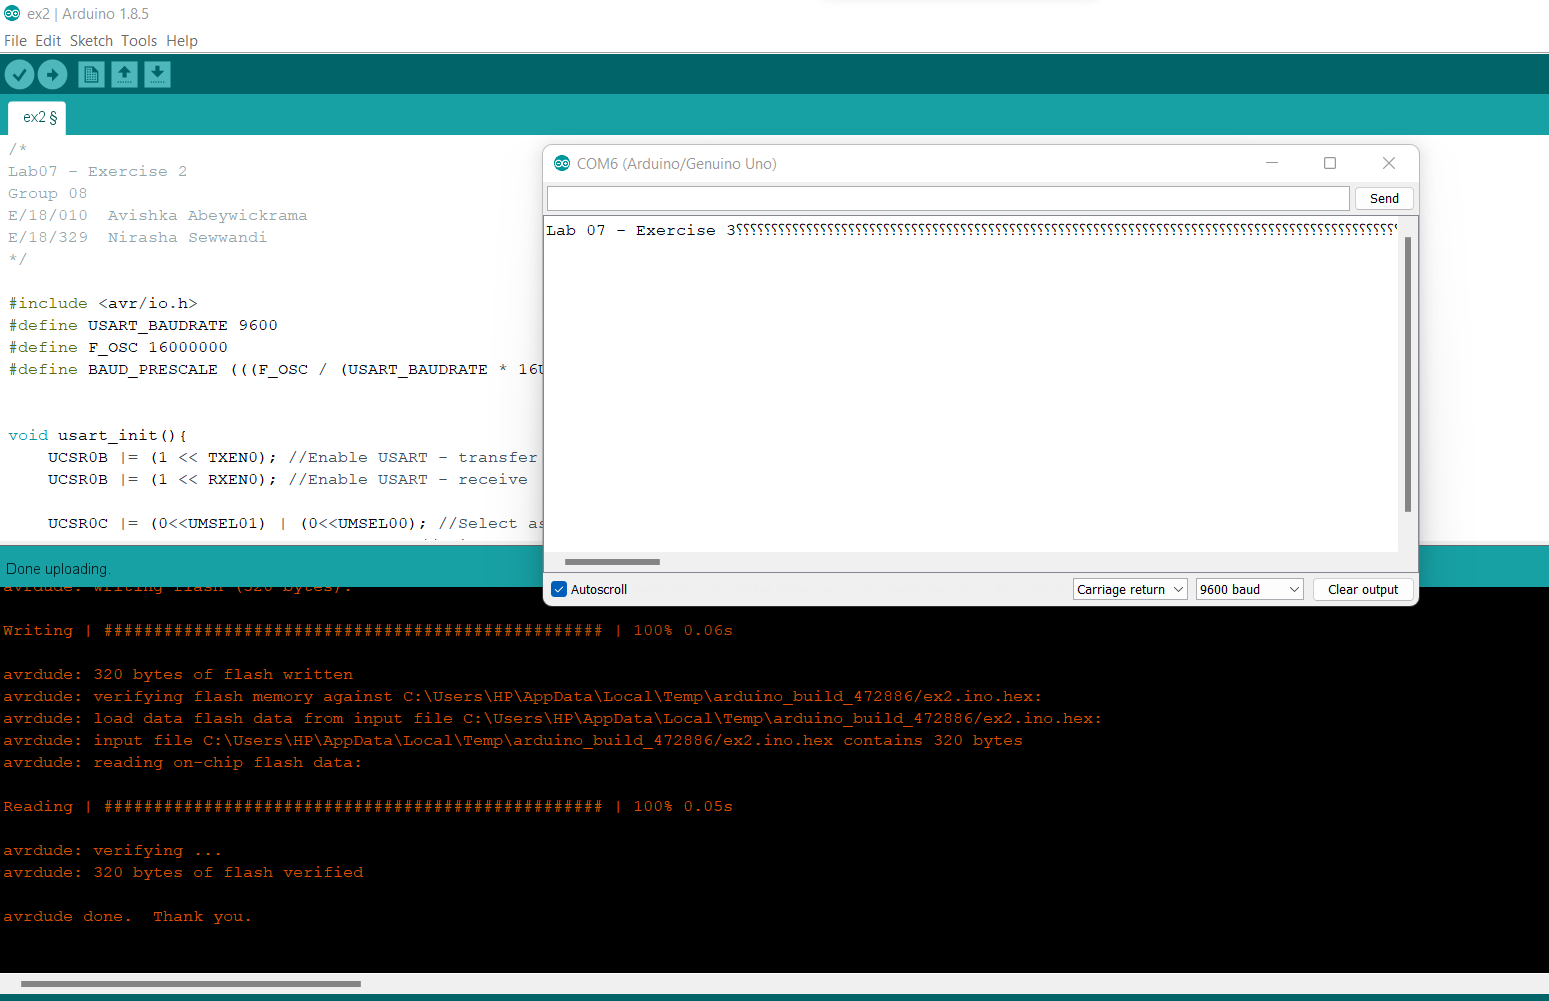 ex2 | Arduino 1.8.5
File Edit Sketch Tools Help
ex2 §
/*
Lab07 - Exercise 2
Group 08
E/18/010  Avishka Abeywickrama
E/18/329  Nirasha Sewwandi
*/
#include <avr/io.h>
#define USART_BAUDRATE 9600
#define F_OSC 16000000
#define BAUD_PRESCALE (((F_OSC / (USART_BAUDRATE * 16U
void usart_init(){
UCSR0B |= (1 << TXEN0); //Enable USART - transfer
UCSR0B |= (1 << RXEN0); //Enable USART - receive
UCSR0C |= (0<<UMSEL01) | (0<<UMSEL00); //Select as
COM6 (Arduino/Genuino Uno)
Send
Lab 07 - Exercise 3
Autoscroll
Carriage return
9600 baud
Clear output
Done uploading.
avrdude: writing flash (320 bytes):
Writing | ################################################## | 100% 0.06s
avrdude: 320 bytes of flash written
avrdude: verifying flash memory against C:\Users\HP\AppData\Local\Temp\arduino_build_472886/ex2.ino.hex:
avrdude: load data flash data from input file C:\Users\HP\AppData\Local\Temp\arduino_build_472886/ex2.ino.hex:
avrdude: input file C:\Users\HP\AppData\Local\Temp\arduino_build_472886/ex2.ino.hex contains 320 bytes
avrdude: reading on-chip flash data:
Reading | ################################################## | 100% 0.05s
avrdude: verifying ...
avrdude: 320 bytes of flash verified
avrdude done.  Thank you.